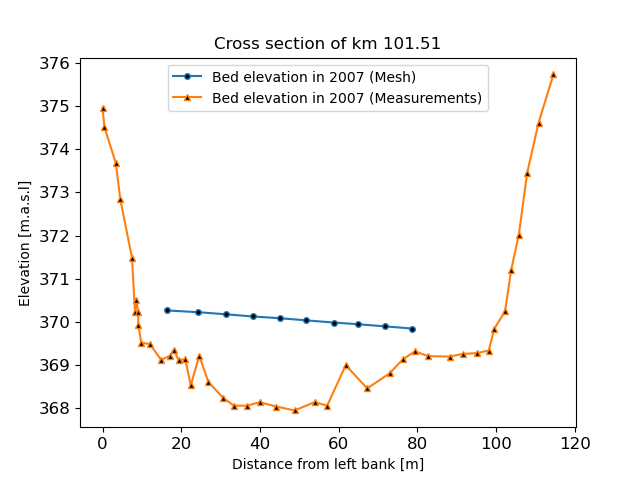 Cross section of km 101.51
Bed elevation in 2007 (Mesh)
Bed elevation in 2007 (Measurements)
Elevation [m.a.s.l]
376
375
374
373
372
371
370
369
368
0 20 40 60 80 100 120
Distance from left bank [m]